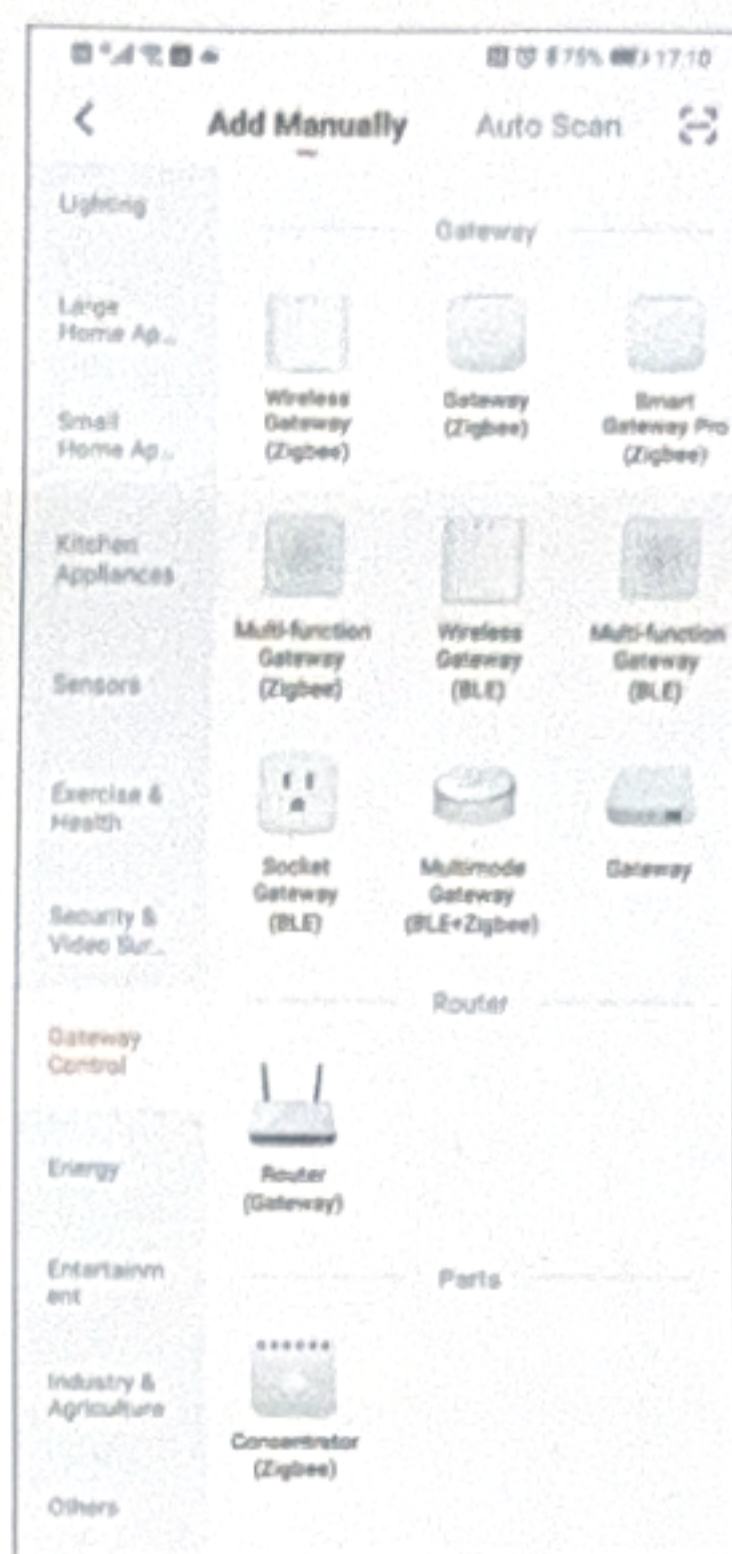 75% 17:10
Add Manually
Auto Scan
Lighting
Large
Home Ap...
Small
Home Ap...
Kitchen
Appliances
Sensors
Exercise &
Health
Security &
Video Sur...
Gateway
Control
Energy
Entertainm
ent
Industry &
Agriculture
Others
Gateway
Wireless
Gateway
(Zigbee)
Gateway
(Zigbee)
Smart
Gateway Pro
(Zigbee)
Multi-function
Gateway
(Zigbee)
Wireless
Gateway
(BLE)
Multi-function
Gateway
(BLE)
Socket
Gateway
(BLE)
Multimode
Gateway
(BLE+Zigbee)
Gateway
Router
Router
(Gateway)
Parts
Concentrator
(Zigbee)